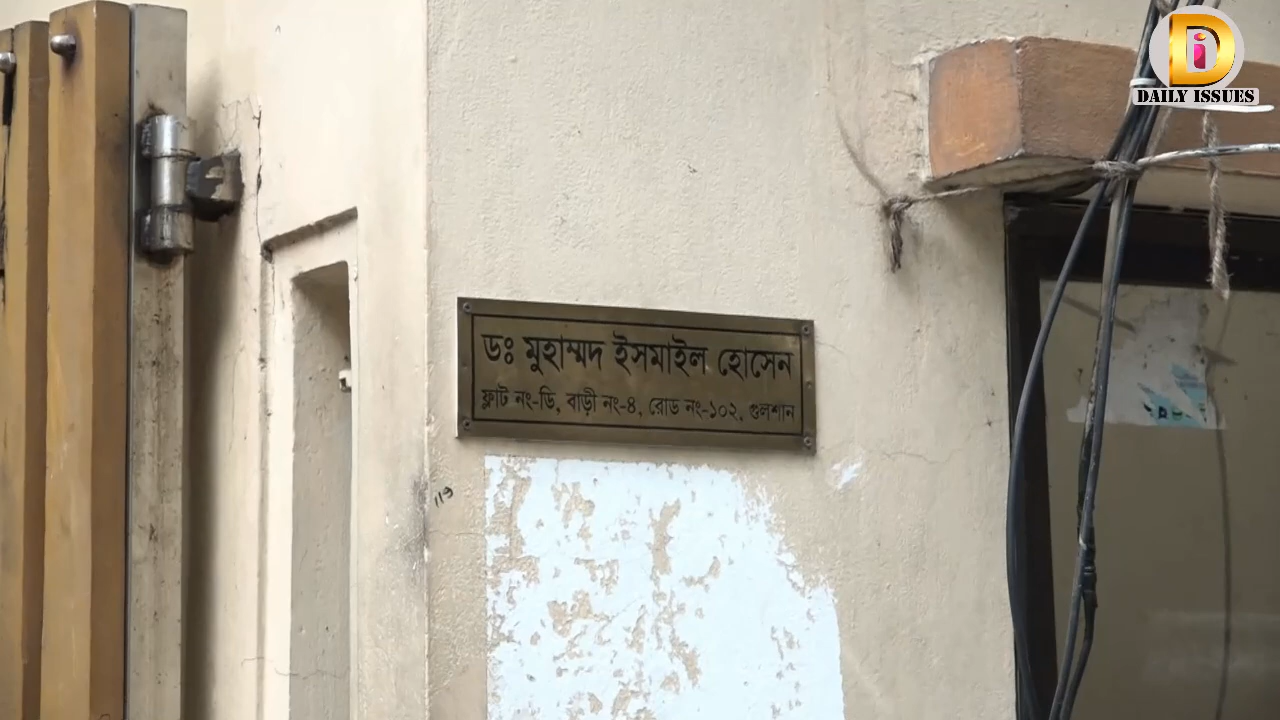 DAILY ISSUES
ডঃ মুহাম্মদ ইসমাইল হোসেন
ফ্লাট নং-ডি, বাড়ী নং-৪, রোড নং-১০২, গুলশান